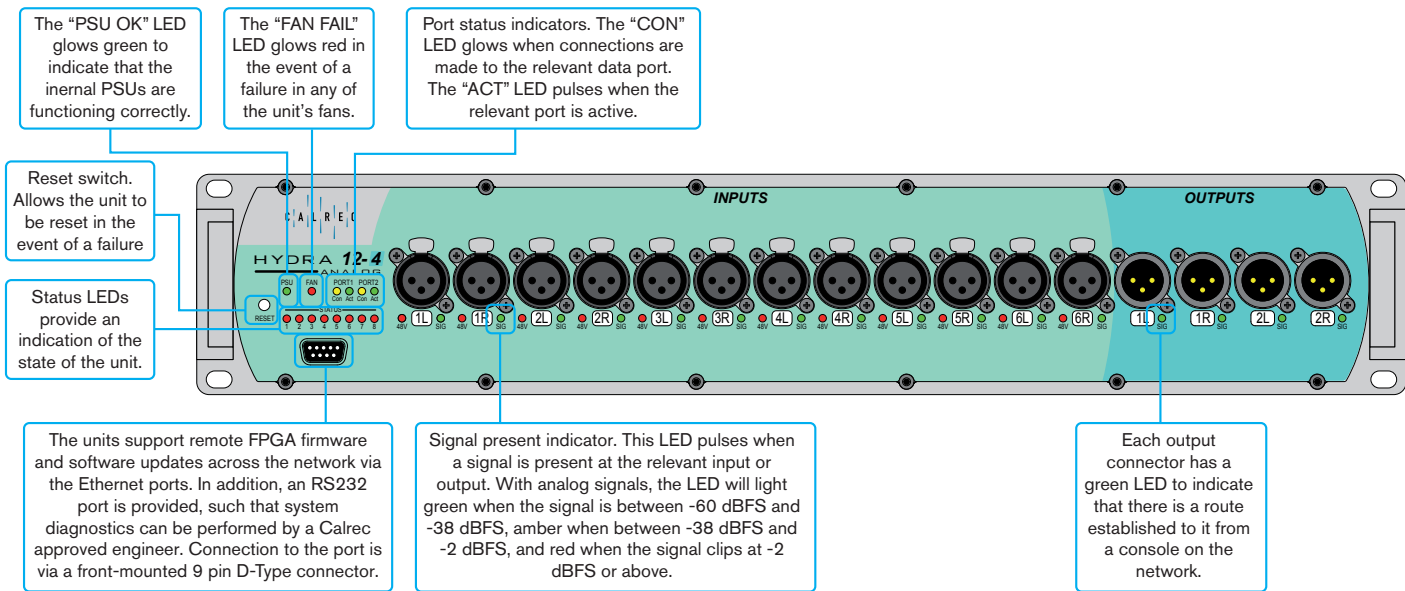 The “PSU OK” LED
glows green to
indicate that the
inernal PSUs are
functioning correctly.
The “FAN FAIL”
LED glows red in
the event of a
failure in any of
the unit’s fans.
Port status indicators. The “CON”
LED glows when connections are
made to the relevant data port.
The “ACT” LED pulses when the
relevant port is active.
Reset switch.
Allows the unit to
be reset in the
event of a failure
Status LEDs
provide an
indication of the
state of the unit.
CALREC
HYDRA 12-4
ANALOG
PSU FAN PORT1 PORT2
Con Act Con Act
RESET
STATUS
1 2 3 4 5 6 7 8
INPUTS
48V 1L 48V 1R SIG 48V 2L SIG 48V 2R SIG 48V 3L SIG 48V 3R SIG 48V 4L SIG 48V 4R SIG 48V 5L SIG 48V 5R SIG 48V 6L SIG 48V 6R SIG
OUTPUTS
1L SIG 1R SIG 2L SIG 2R SIG
The units support remote FPGA firmware
and software updates across the network via
the Ethernet ports. In addition, an RS232
port is provided, such that system
diagnostics can be performed by a Calrec
approved engineer. Connection to the port is
via a front-mounted 9 pin D-Type connector.
Signal present indicator. This LED pulses when
a signal is present at the relevant input or
output. With analog signals, the LED will light
green when the signal is between -60 dBFS and
-38 dBFS, amber when between -38 dBFS and
-2 dBFS, and red when the signal clips at -2
dBFS or above.
Each output
connector has a
green LED to indicate
that there is a route
established to it from
a console on the
network.